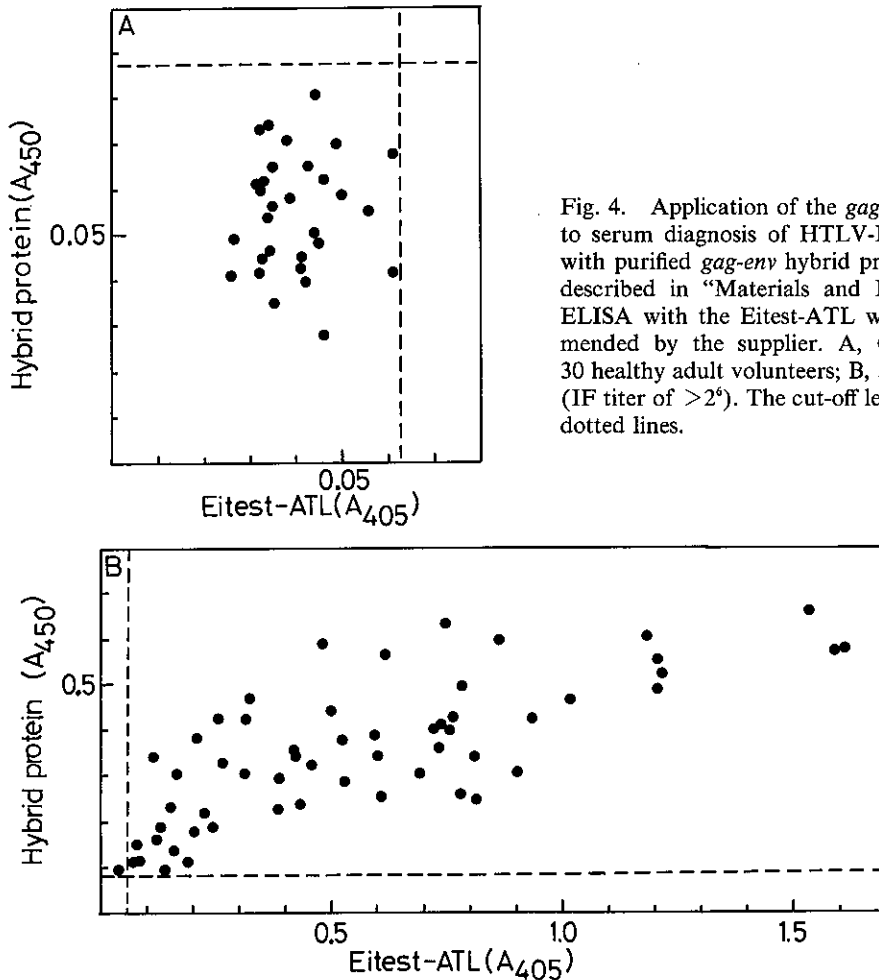 A
Hybrid protein (A450)
0.05
0.05
Eitest-ATL(A405)
Fig. 4. Application of the gag
to serum diagnosis of HTLV-
with purified gag-env hybrid pr
described in "Materials and
ELISA with the Eitest-ATL w
mended by the supplier. A,
30 healthy adult volunteers; B,
(IF titer of >2⁶). The cut-off le
dotted lines.
B
Hybrid protein (A450)
0.5
0.5
1.0
1.5
Eitest-ATL(A405)